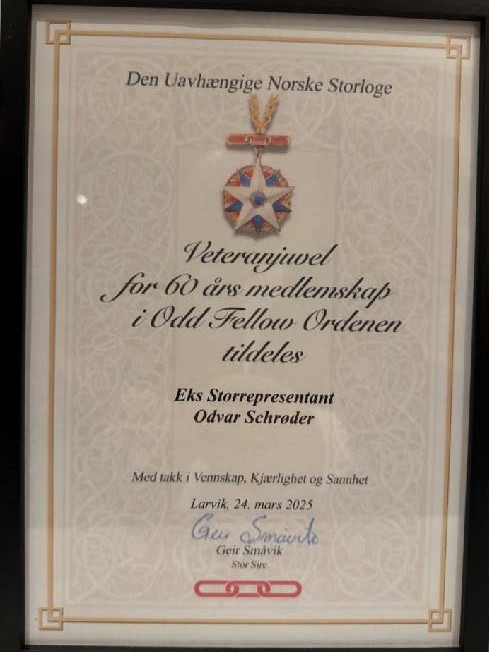 Den Uavhængige Norske Storloge
Veteranjuvel
for 60 års medlemskap
i Odd Fellow Ordenen
tildeles
Eks Storrepresentant
Odvar Schrøder
Med takk i Vennskap, Kjærlighet og Sannhet
Larvik, 24. mars 2025
Geir Småvik
Geir Småvik
Stor Sire